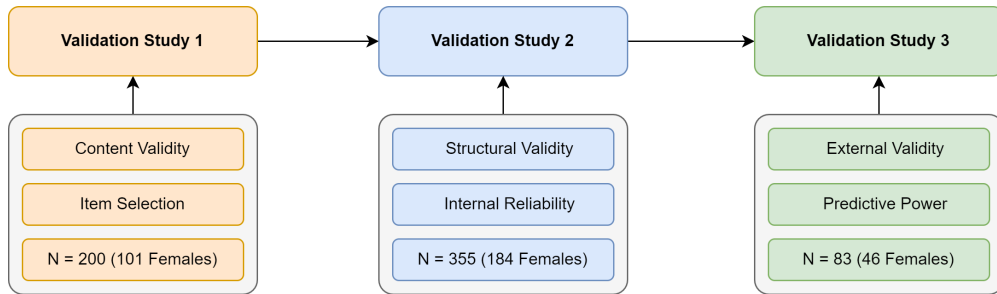 Validation Study 1
Validation Study 2
Validation Study 3
Content Validity
Item Selection
N = 200 (101 Females)
Structural Validity
Internal Reliability
N = 355 (184 Females)
External Validity
Predictive Power
N = 83 (46 Females)